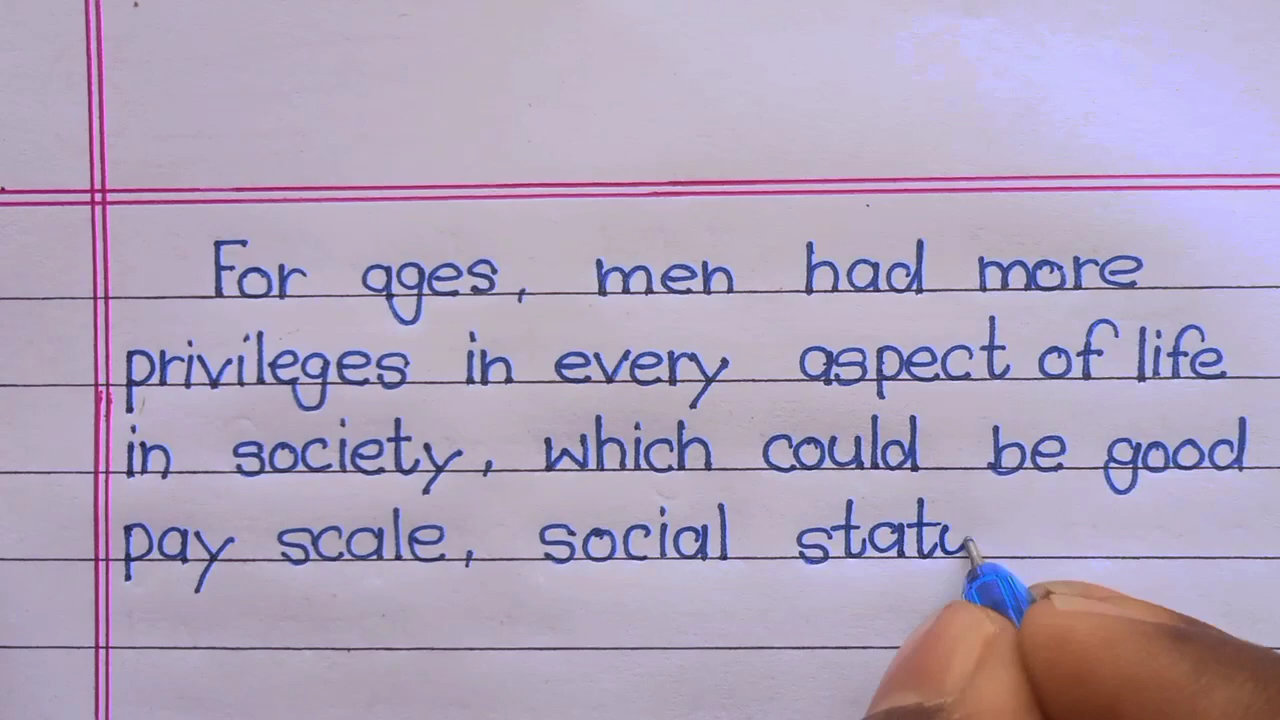 For ages, men had more
privileges in every aspect of life
in society, which could be good
pay scale, social statu